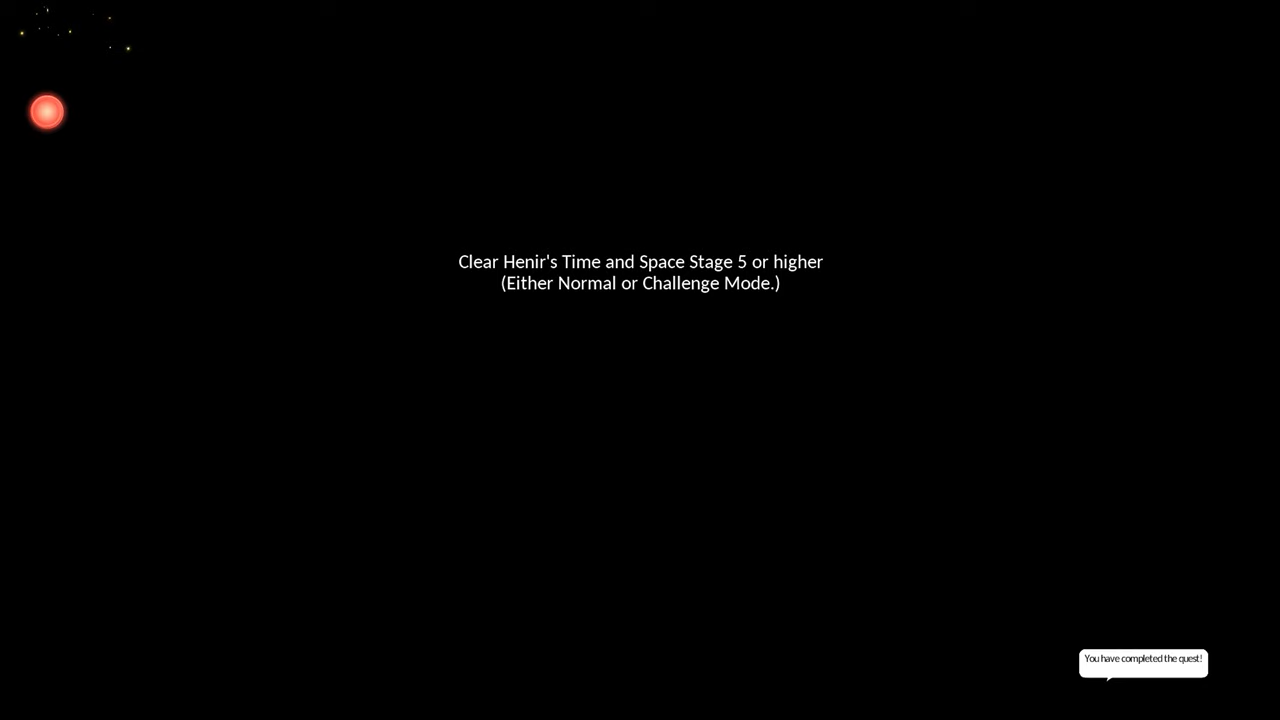 Clear Henir's Time and Space Stage 5 or higher
(Either Normal or Challenge Mode.)
You have completed the quest!